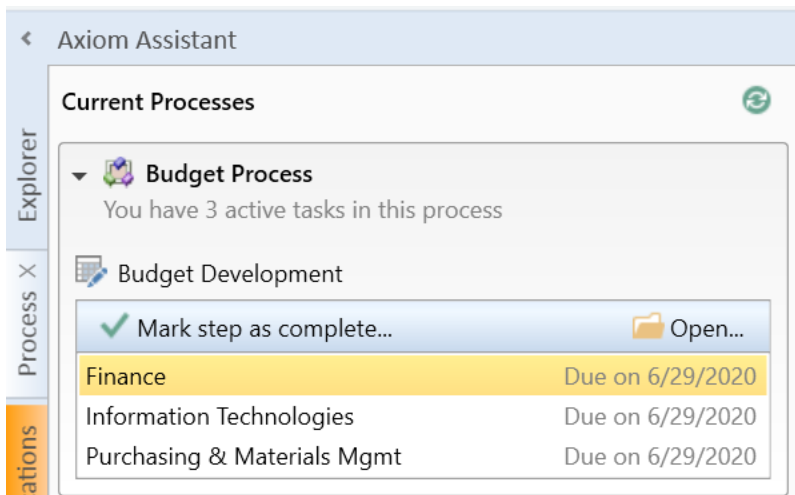 Axiom Assistant
Current Processes
Explorer
Budget Process
You have 3 active tasks in this process
Budget Development
Process X
Mark step as complete... Open...
Finance Due on 6/29/2020
Information Technologies Due on 6/29/2020
Purchasing & Materials Mgmt Due on 6/29/2020